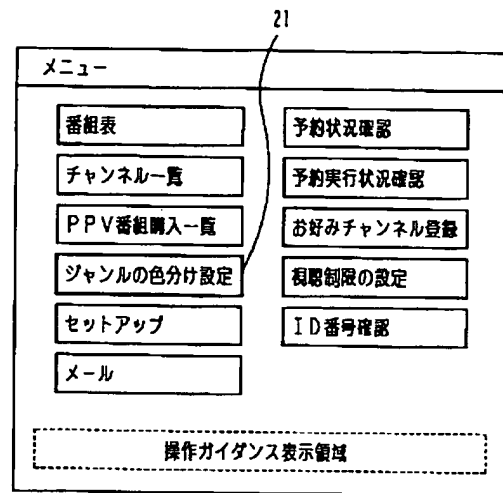 21
メニュー
番組表
チャンネル一覧
PPV番組購入一覧
ジャンルの色分け設定
セットアップ
メール
予約状況確認
予約実行状況確認
お好みチャンネル登録
視聴制限の設定
ID番号確認
操作ガイダンス表示領域